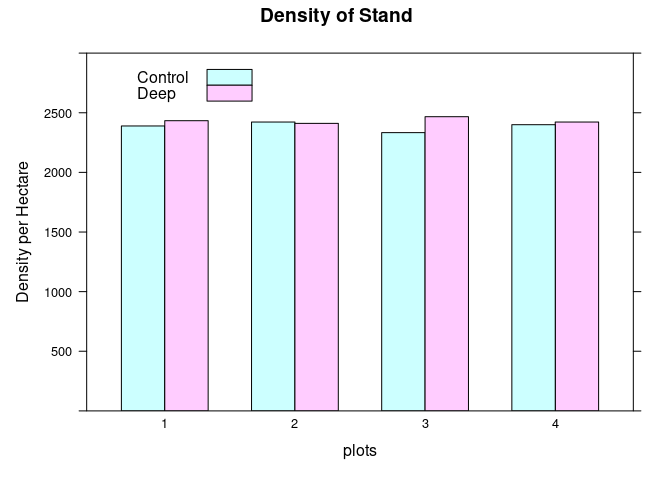 Density of Stand
Control
Deep
2500
2000
1500
1000
500
Density per Hectare
1 2 3 4
plots